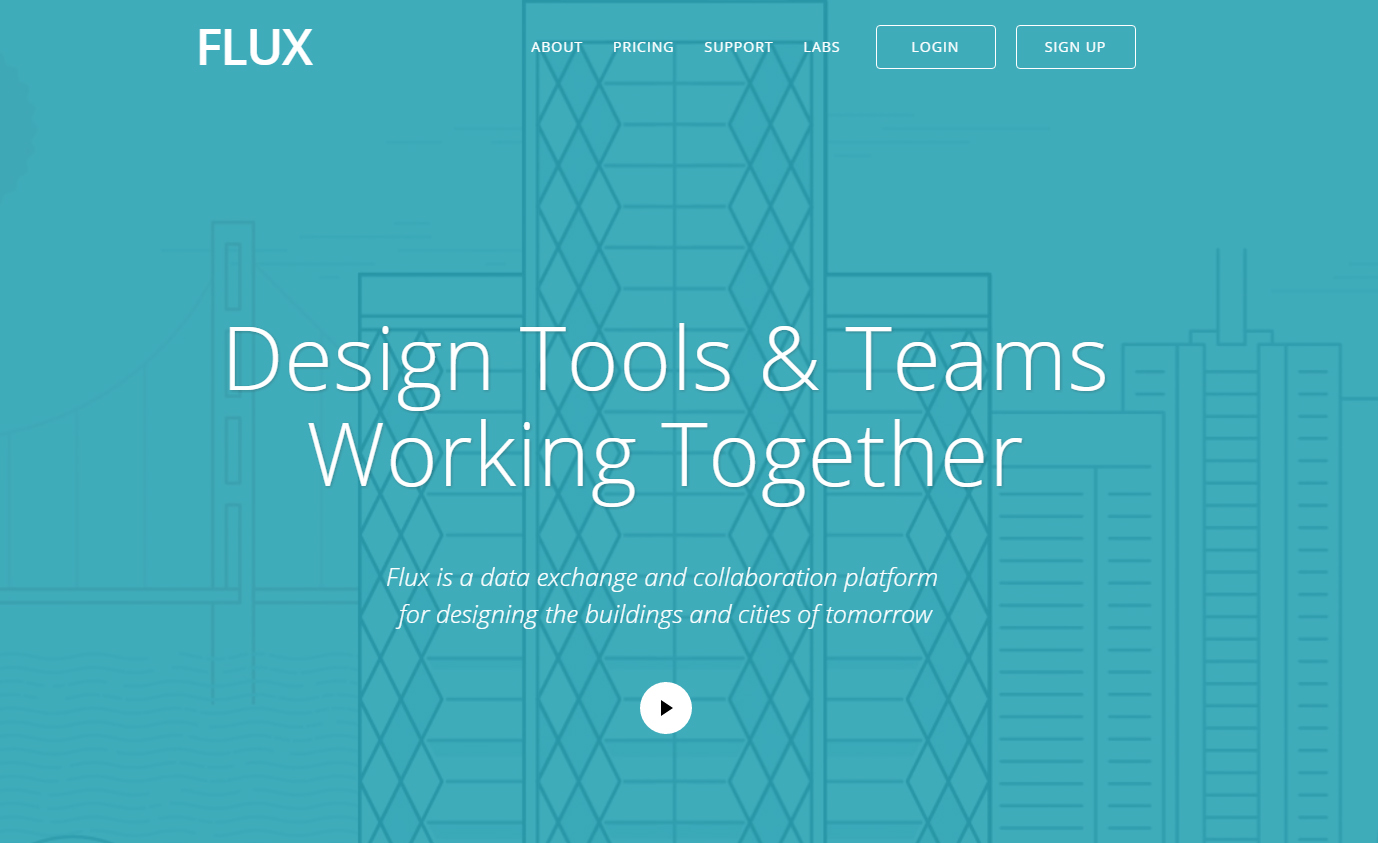 FLUX
ABOUT PRICING SUPPORT LABS LOGIN SIGN UP
Design Tools & Teams
Working Together
Flux is a data exchange and collaboration platform
for designing the buildings and cities of tomorrow